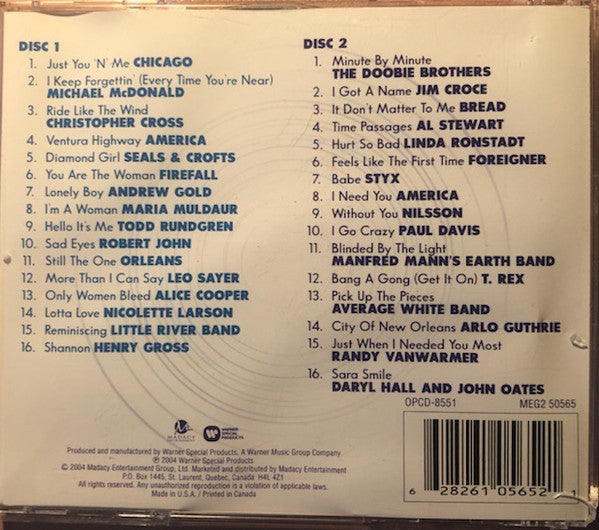 DISC 1
1. Just You 'N' Me CHICAGO
2. I Keep Forgettin' (Every Time You're Near)
MICHAEL McDONALD
3. Ride Like The Wind
CHRISTOPHER CROSS
4. Ventura Highway AMERICA
5. Diamond Girl SEALS & CROFTS
6. You Are The Woman FIREFALL
7. Lonely Boy ANDREW GOLD
8. I'm A Woman MARIA MULDAUR
9. Hello It's Me TODD RUNDGREN
10. Sad Eyes ROBERT JOHN
11. Still The One ORLEANS
12. More Than I Can Say LEO SAYER
13. Only Women Bleed ALICE COOPER
14. Lotta Love NICOLETTE LARSON
15. Reminiscing LITTLE RIVER BAND
16. Shannon HENRY GROSS
DISC 2
1. Minute By Minute
THE DOOBIE BROTHERS
2. I Got A Name JIM CROCE
3. It Don't Matter To Me BREAD
4. Time Passages AL STEWART
5. Hurt So Bad LINDA RONSTADT
6. Feels Like The First Time FOREIGNER
7. Babe STYX
8. I Need You AMERICA
9. Without You NILSSON
10. I Go Crazy PAUL DAVIS
11. Blinded By The Light
MANFRED MANN'S EARTH BAND
12. Bang A Gong (Get It On) T. REX
13. Pick Up The Pieces
AVERAGE WHITE BAND
14. City Of New Orleans ARLO GUTHRIE
15. Just When I Needed You Most
RANDY VANWARMER
16. Sara Smile
DARYL HALL AND JOHN OATES
OPCD-8551 MEG2 50565
MADACY
WARNER
SPECIAL
PRODUCTS
Produced and manufactured by Warner Special Products, A Warner Music Group Company
℗ 2004 Warner Special Products
© 2004 Madacy Entertainment Group, Ltd. Marketed and distributed by Madacy Entertainment
P.O. Box 1445, St. Laurent, Quebec, Canada H4L 4Z1
All rights reserved. Any unauthorized reproduction is a violation of applicable laws.
Made in U.S.A. / Printed in Canada
6 28261 05652 1